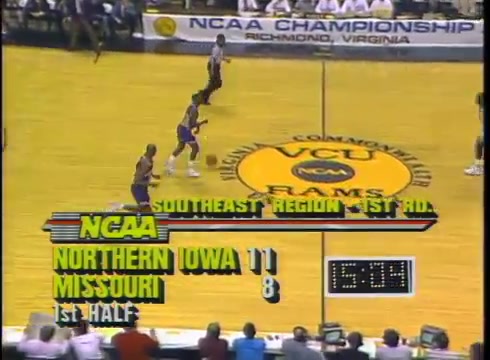 NCAA CHAMPIONSHIP
RICHMOND, VIRGINIA
VIRGINIA COMMONWEALTH
VCU
NCAA
RAMS
SOUTHEAST REGION - 1ST RD.
NCAA
NORTHERN IOWA 11
MISSOURI 8
1st HALF
15:04